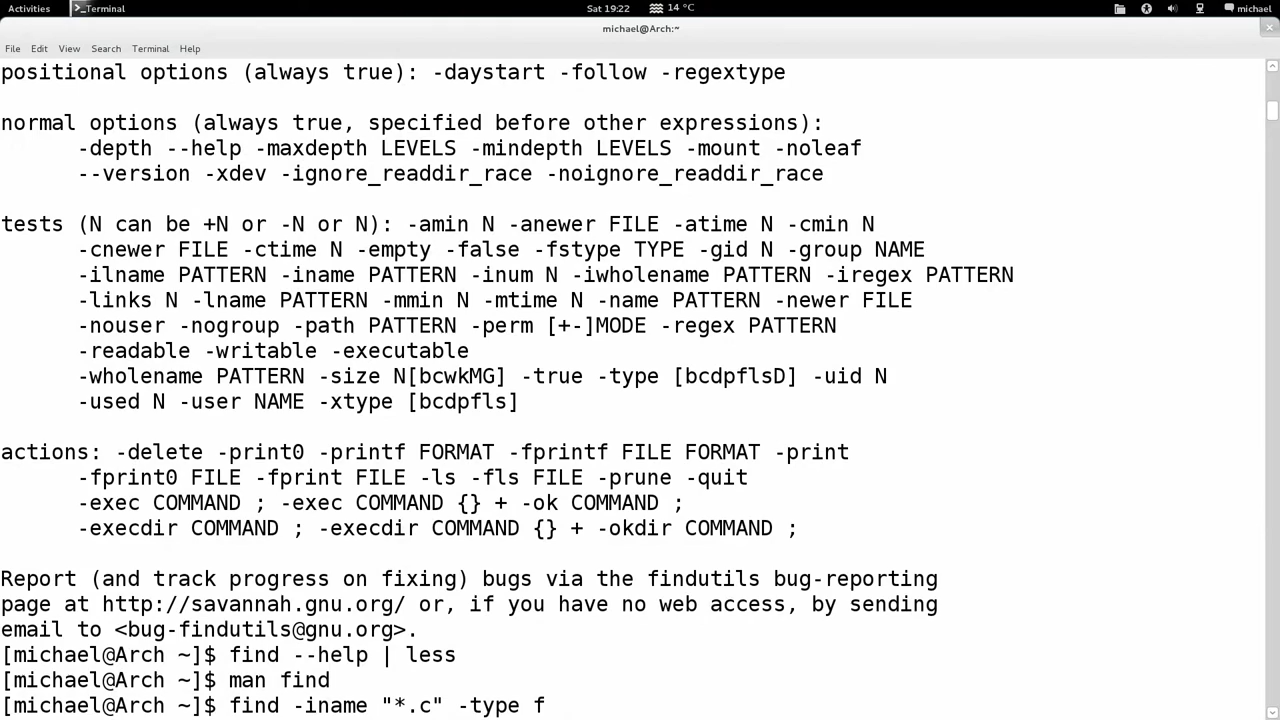 Activities Terminal Sat 19:22 14 °C michael
michael@Arch:~
File Edit View Search Terminal Help
positional options (always true): -daystart -follow -regextype
normal options (always true, specified before other expressions):
-depth --help -maxdepth LEVELS -mindepth LEVELS -mount -noleaf
--version -xdev -ignore_readdir_race -noignore_readdir_race
tests (N can be +N or -N or N): -amin N -anewer FILE -atime N -cmin N
-cnewer FILE -ctime N -empty -false -fstype TYPE -gid N -group NAME
-ilname PATTERN -iname PATTERN -inum N -iwholename PATTERN -iregex PATTERN
-links N -lname PATTERN -mmin N -mtime N -name PATTERN -newer FILE
-nouser -nogroup -path PATTERN -perm [+-]MODE -regex PATTERN
-readable -writable -executable
-wholename PATTERN -size N[bcwkMG] -true -type [bcdpflsD] -uid N
-used N -user NAME -xtype [bcdpfls]
actions: -delete -print0 -printf FORMAT -fprintf FILE FORMAT -print
-fprint0 FILE -fprint FILE -ls -fls FILE -prune -quit
-exec COMMAND ; -exec COMMAND {} + -ok COMMAND ;
-execdir COMMAND ; -execdir COMMAND {} + -okdir COMMAND ;
Report (and track progress on fixing) bugs via the findutils bug-reporting
page at http://savannah.gnu.org/ or, if you have no web access, by sending
email to <bug-findutils@gnu.org>.
[michael@Arch ~]$ find --help | less
[michael@Arch ~]$ man find
[michael@Arch ~]$ find -iname "*.c" -type f